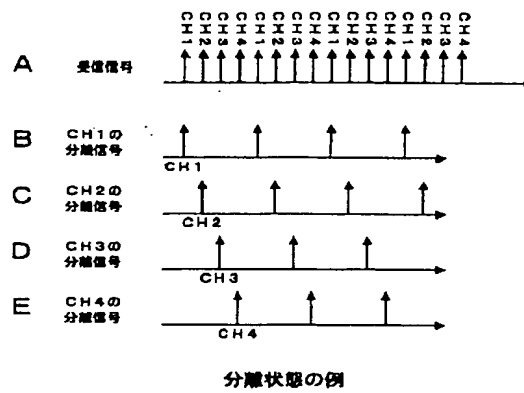 CH1 CH2 CH3 CH4 CH1 CH2 CH3 CH4 CH1 CH2 CH3 CH4 CH1 CH2 CH3 CH4
A 受信信号
B CH1の
分離信号
CH1
C CH2の
分離信号
CH2
D CH3の
分離信号
CH3
E CH4の
分離信号
CH4
分離状態の例